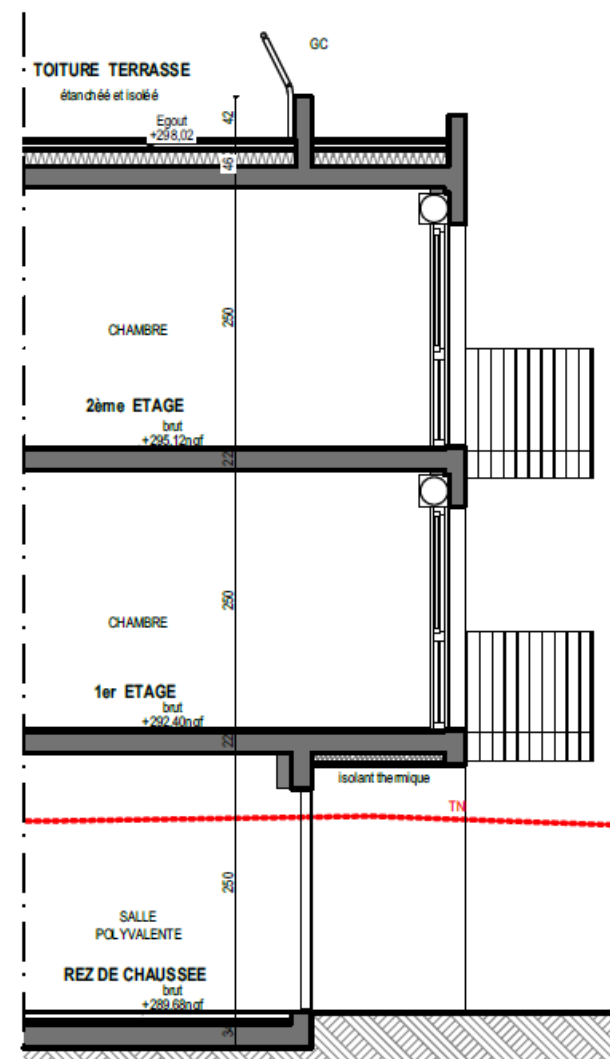 GC
TOITURE TERRASSE
étanchéé et isoléé
42
Egout
+298,02
46
250
CHAMBRE
2ème ETAGE
brut
+295.12ngf
22
250
CHAMBRE
1er ETAGE
brut
+292.40ngf
22
isolant thermique
TN
250
SALLE
POLYVALENTE
REZ DE CHAUSSEE
brut
+289.68ngf